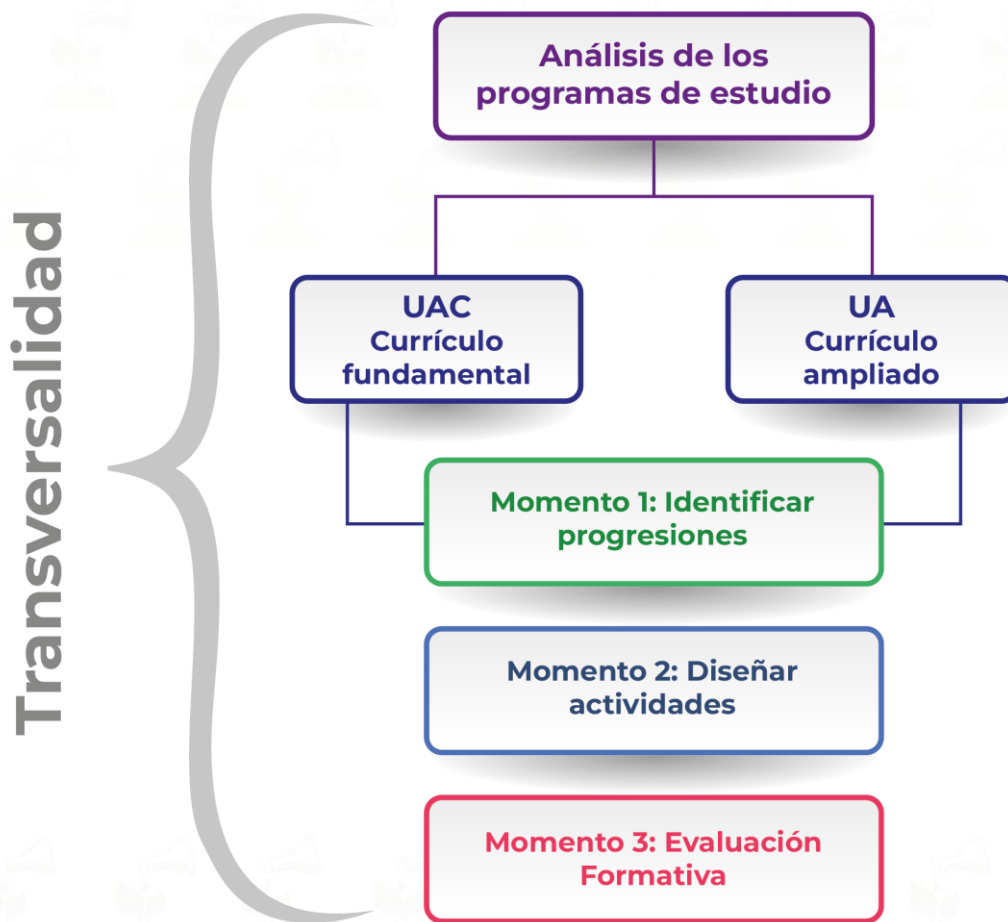 Transversalidad
Análisis de los
programas de estudio
UAC
Currículo
fundamental
UA
Currículo
ampliado
Momento 1: Identificar
progresiones
Momento 2: Diseñar
actividades
Momento 3: Evaluación
Formativa